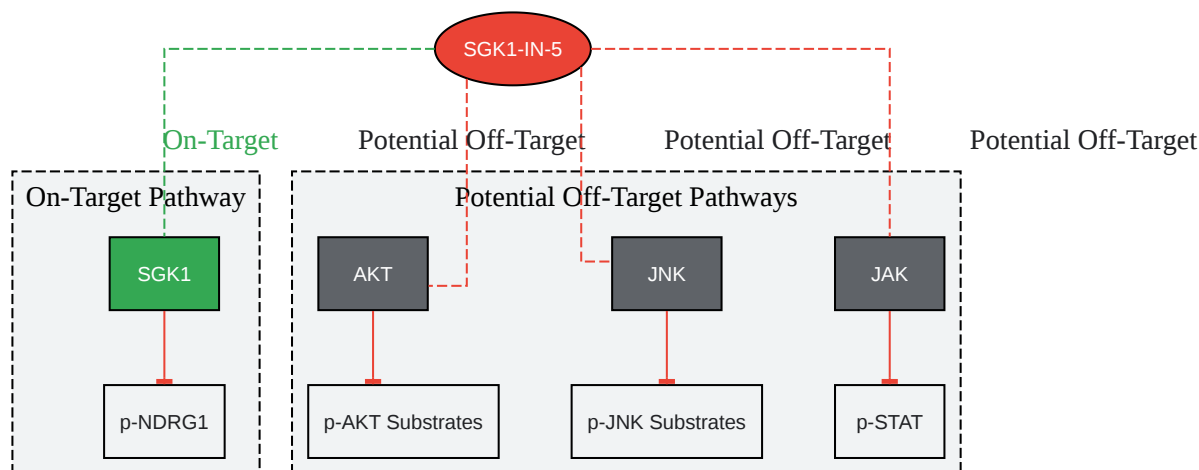 SGK1-IN-5
On-Target
Potential Off-Target
Potential Off-Target
Potential Off-Target
On-Target Pathway
Potential Off-Target Pathways
SGK1
AKT
JNK
JAK
p-NDRG1
p-AKT Substrates
p-JNK Substrates
p-STAT